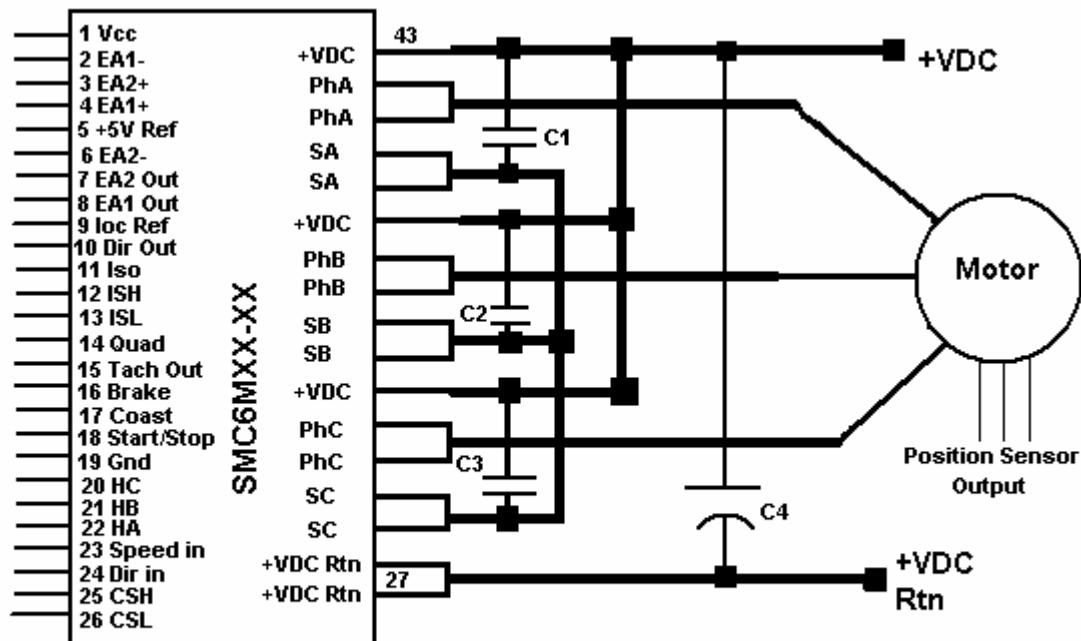 1 Vcc
2 EA1-
3 EA2+
4 EA1+
5 +5V Ref
6 EA2-
7 EA2 Out
8 EA1 Out
9 Ioc Ref
10 Dir Out
11 Iso
12 ISH
13 ISL
14 Quad
15 Tach Out
16 Brake
17 Coast
18 Start/Stop
19 Gnd
20 HC
21 HB
22 HA
23 Speed in
24 Dir in
25 CSH
26 CSL
SMC6MXX-XX
43
+VDC
PhA
PhA
SA
SA
+VDC
PhB
PhB
SB
SB
+VDC
PhC
PhC
SC
SC
+VDC Rtn
+VDC Rtn
27
C1
C2
C3
C4
+VDC
Motor
Position Sensor
Output
+VDC
Rtn